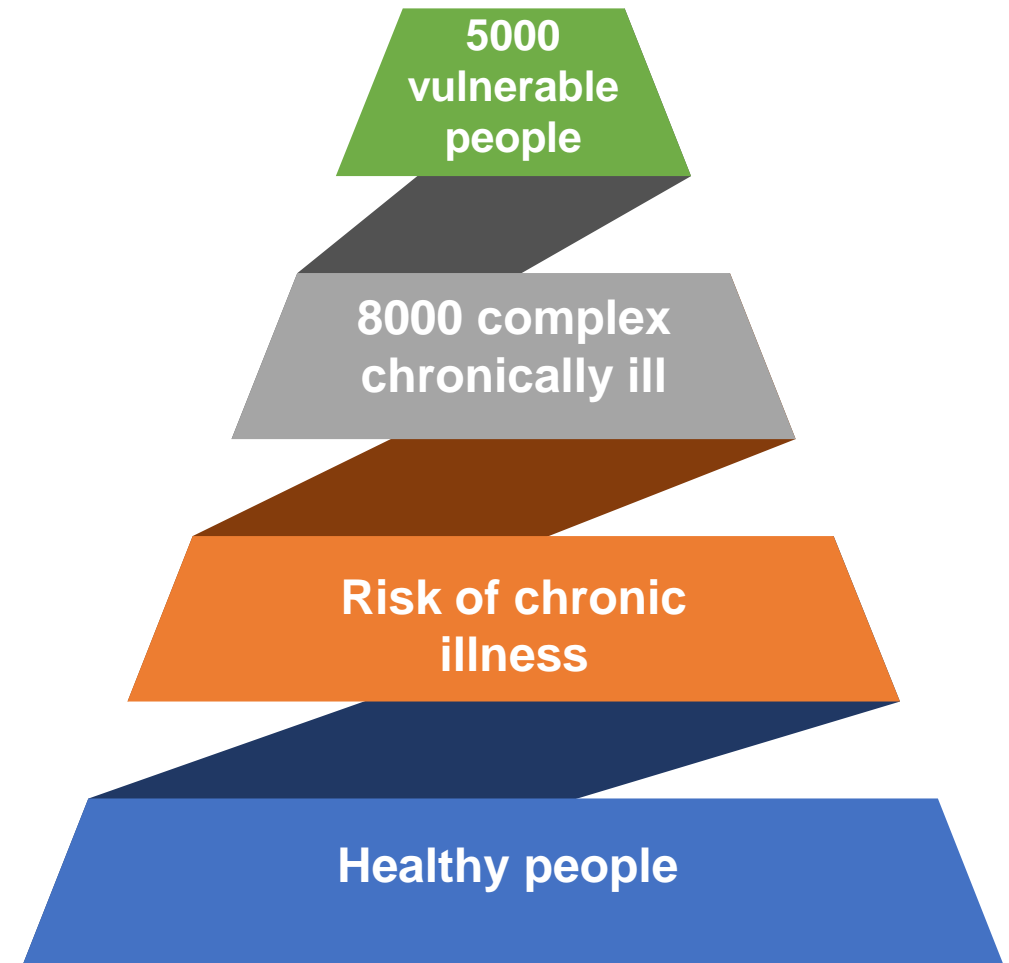 5000
vulnerable
people
8000 complex
chronically ill
Risk of chronic
illness
Healthy people